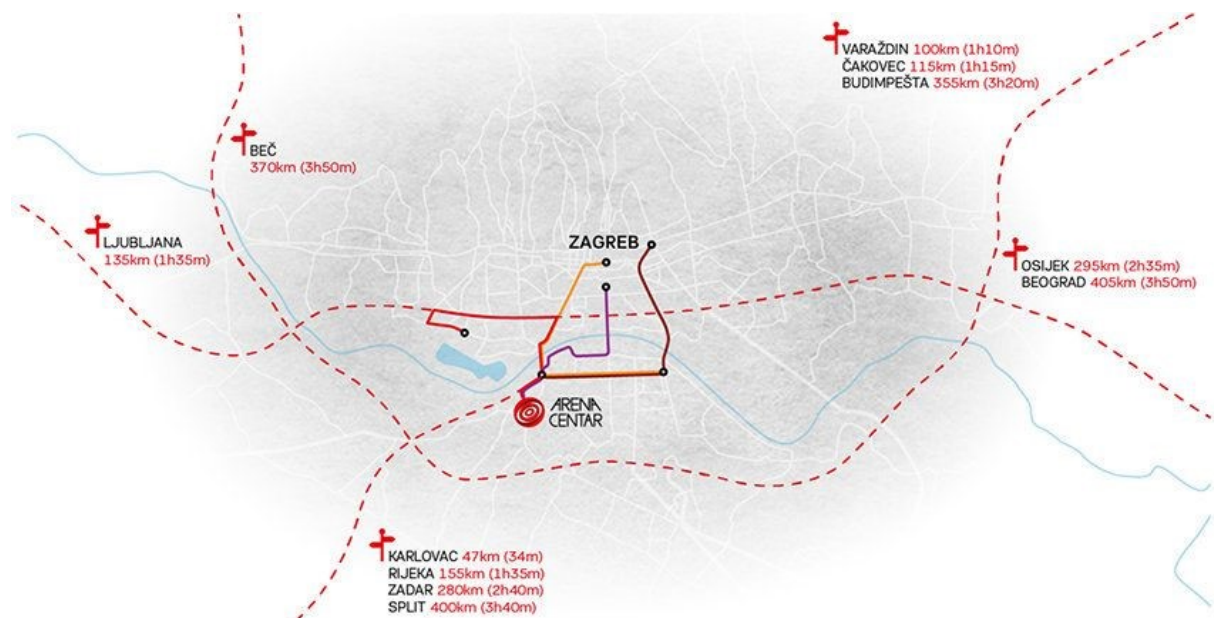 VARAŽDIN 100km (1h10m)
ČAKOVEC 115km (1h15m)
BUDIMPEŠTA 355km (3h20m)
BEČ
370km (3h50m)
LJUBLJANA
135km (1h35m)
ZAGREB
OSIJEK 295km (2h35m)
BEOGRAD 405km (3h50m)
ARENA
CENTAR
KARLOVAC 47km (34m)
RIJEKA 155km (1h35m)
ZADAR 280km (2h40m)
SPLIT 400km (3h40m)